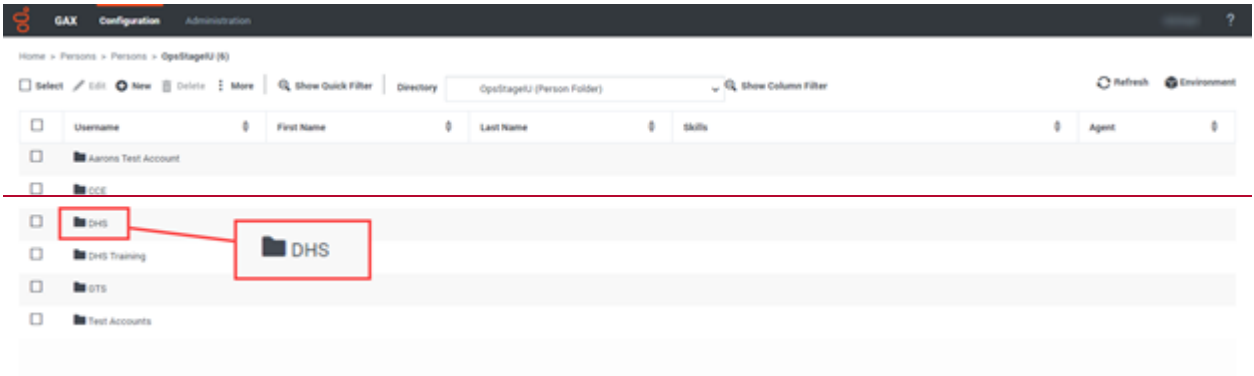 GAX Configuration Administration ?
Home > Persons > Persons > OpsStageIU (6)
Select Edit New Delete More Show Quick Filter Directory OpsStageIU (Person Folder) Show Column Filter Refresh Environment
Username First Name Last Name Skills Agent
Aarons Test Account
CCE
DHS
DHS
DHS Training
GTS
Test Accounts